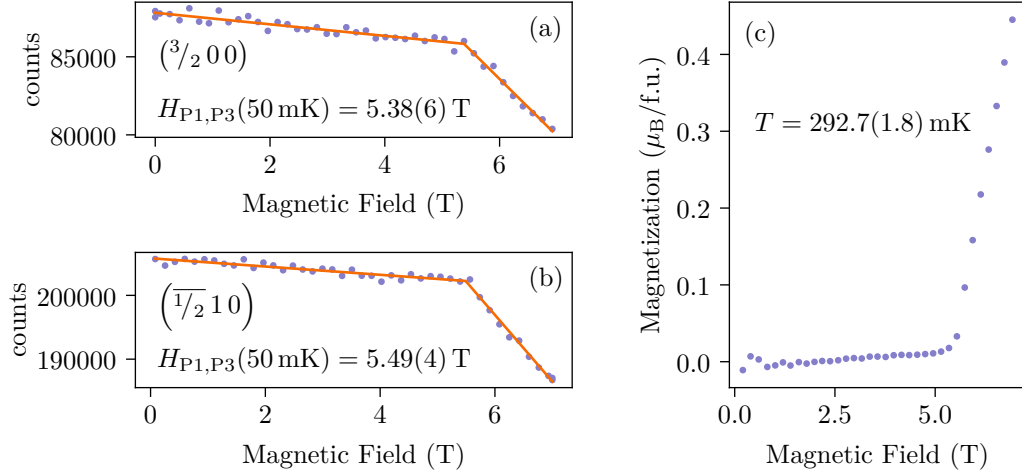 (a)
counts
85000
80000
(3/2 0 0)
H_P1,P3(50 mK) = 5.38(6) T
0 2 4 6
Magnetic Field (T)
(b)
counts
200000
190000
(1̅/̅2̅ 1 0)
H_P1,P3(50 mK) = 5.49(4) T
0 2 4 6
Magnetic Field (T)
(c)
Magnetization (μ_B/f.u.)
0.4
0.3
0.2
0.1
0.0
T = 292.7(1.8) mK
0.0 2.5 5.0
Magnetic Field (T)